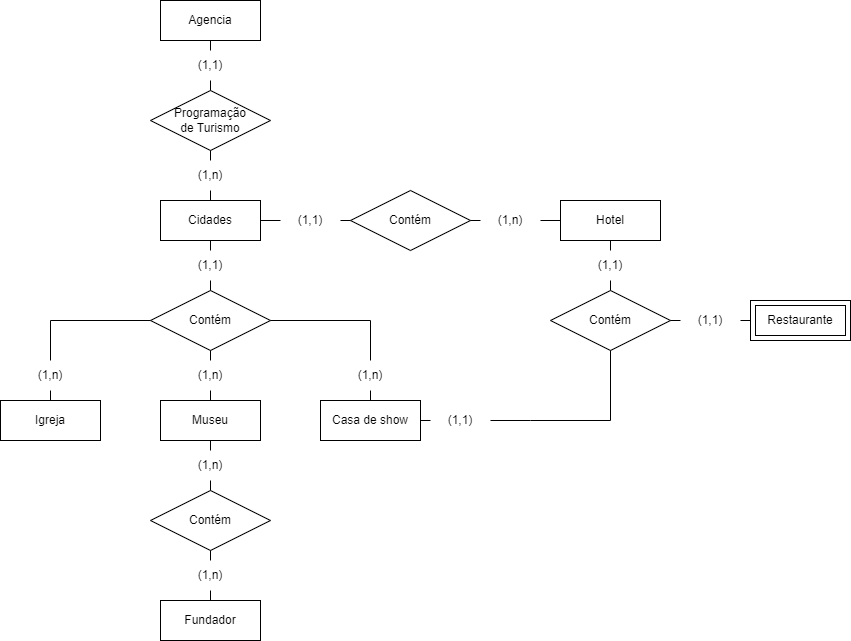 Agencia
(1,1)
Programação
de Turismo
(1,n)
Cidades
(1,1)
Contém
(1,n)
Hotel
(1,1)
(1,1)
Contém
Contém
(1,1)
Restaurante
(1,n)
(1,n)
(1,n)
Igreja
Museu
Casa de show
(1,1)
(1,n)
Contém
(1,n)
Fundador